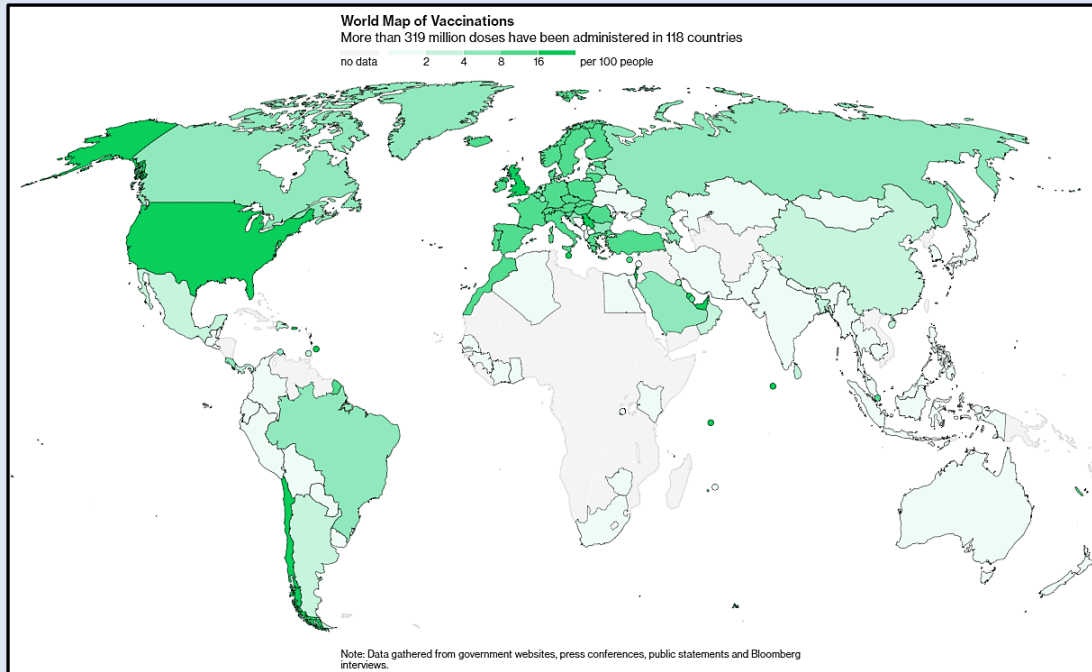 World Map of Vaccinations
More than 319 million doses have been administered in 118 countries
no data 2 4 8 16 per 100 people
Note: Data gathered from government websites, press conferences, public statements and Bloomberg
interviews.